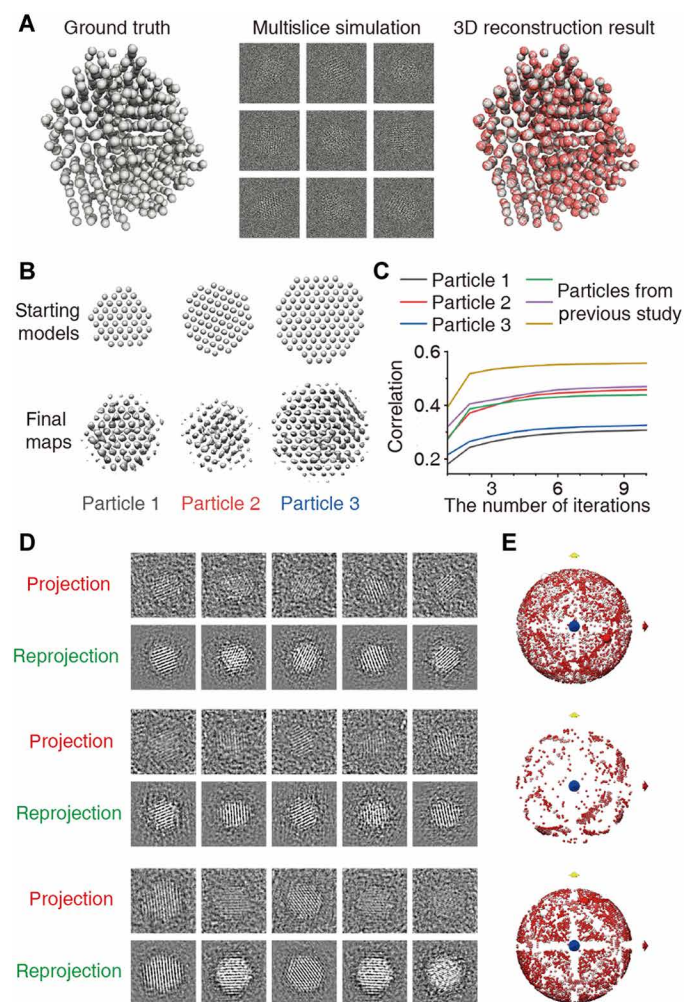 A
Ground truth
Multislice simulation
3D reconstruction result
B
Starting
models
Final
maps
Particle 1
Particle 2
Particle 3
C
Particle 1
Particle 2
Particle 3
Particles from
previous study
0.6
0.4
0.2
Correlation
3 6 9
The number of iterations
D
Projection
Reprojection
Projection
Reprojection
Projection
Reprojection
E